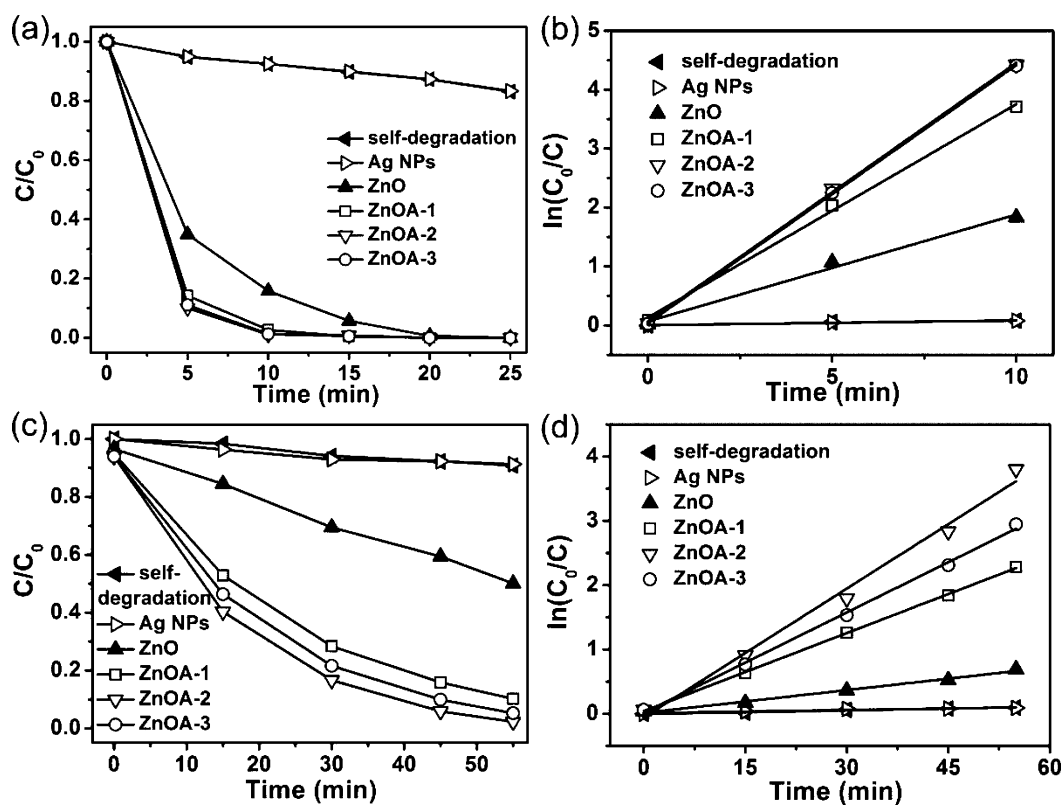 (a)
C/C0
1.0
0.8
0.6
0.4
0.2
0.0
self-degradation
Ag NPs
ZnO
ZnOA-1
ZnOA-2
ZnOA-3
0 5 10 15 20 25
Time (min)
(b)
ln(C0/C)
5
4
3
2
1
0
self-degradation
Ag NPs
ZnO
ZnOA-1
ZnOA-2
ZnOA-3
0 5 10
Time (min)
(c)
C/C0
1.0
0.8
0.6
0.4
0.2
0.0
self-
degradation
Ag NPs
ZnO
ZnOA-1
ZnOA-2
ZnOA-3
0 10 20 30 40 50
Time (min)
(d)
ln(C0/C)
4
3
2
1
0
self-degradation
Ag NPs
ZnO
ZnOA-1
ZnOA-2
ZnOA-3
0 15 30 45 60
Time (min)